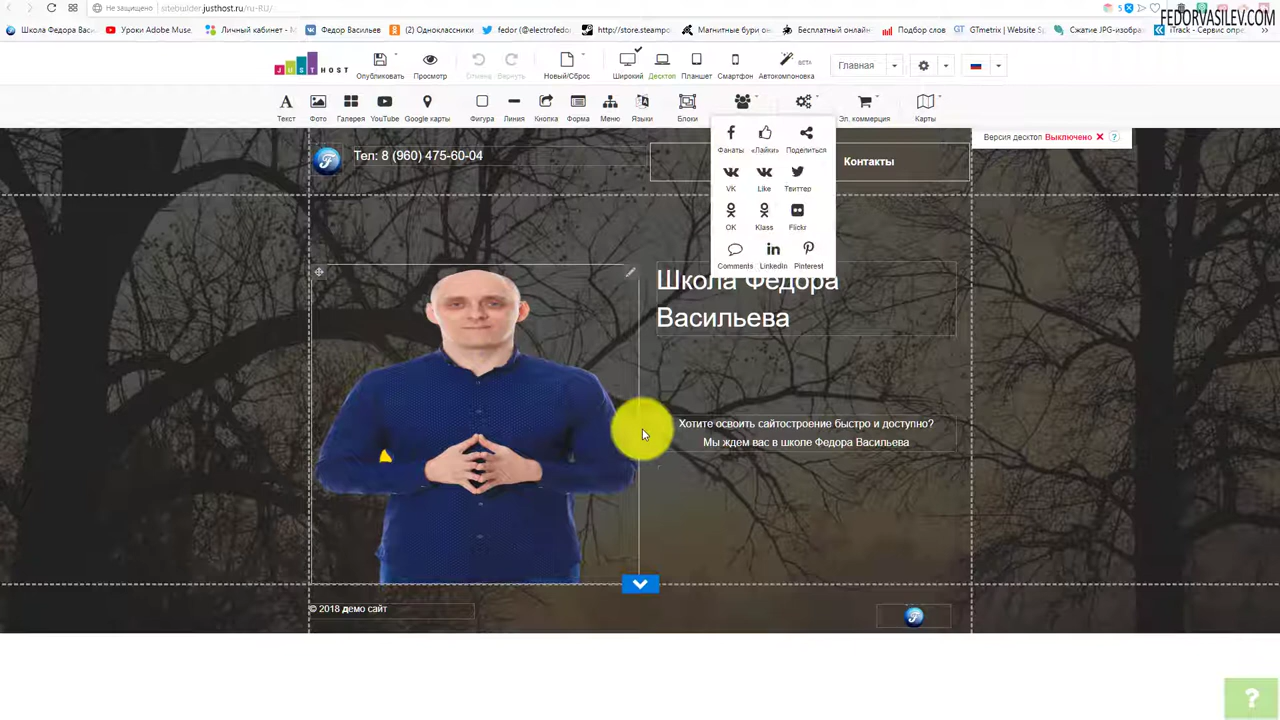 Не защищено sitebuilder.justhost.ru/ru-RU/
FEDORVASILEV.COM
Школа Федора Васи. Уроки Adobe Muse, Личный кабинет - М Федор Васильев (2) Одноклассники fedor (@electrofedo http://store.steampo Магнитные бури он Бесплатный онлайн Подбор слов GTmetrix | Website Sp Сжатие JPG-изобра iTrack - Сервис опре.
JUSTHOST
Опубликовать Просмотр Отмена Вернуть Новый/Сброс Широкий Десктоп Планшет Смартфон Автокомпоновка BETA Главная
Текст Фото Галерея YouTube Google карты Фигура Линия Кнопка Форма Меню Языки Блоки Эл. коммерция Карты
Версия десктоп Выключено ?
Фанаты «Лайки» Поделиться
VK Like Твиттер
OK Klass Flickr
Comments LinkedIn Pinterest
Тел: 8 (960) 475-60-04
Контакты
Школа Федора
Васильева
Хотите освоить сайтостроение быстро и доступно?
Мы ждем вас в школе Федора Васильева
© 2018 демо сайт
?